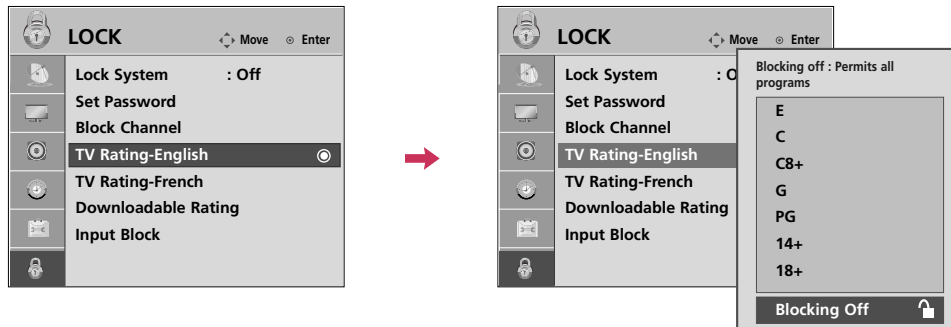 LOCK
Move Enter
Lock System : Off
Set Password
Block Channel
TV Rating-English
TV Rating-French
Downloadable Rating
Input Block
LOCK
Move Enter
Lock System : O
Set Password
Block Channel
TV Rating-English
TV Rating-French
Downloadable Rating
Input Block
Blocking off : Permits all
programs
E
C
C8+
G
PG
14+
18+
Blocking Off